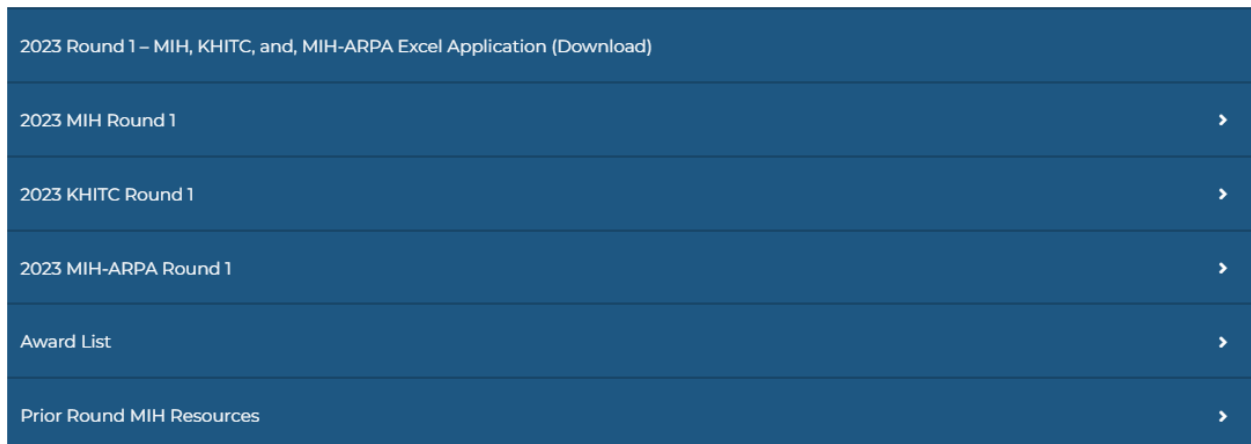 2023 Round 1 – MIH, KHITC, and, MIH-ARPA Excel Application (Download)
2023 MIH Round 1
2023 KHITC Round 1
2023 MIH-ARPA Round 1
Award List
Prior Round MIH Resources